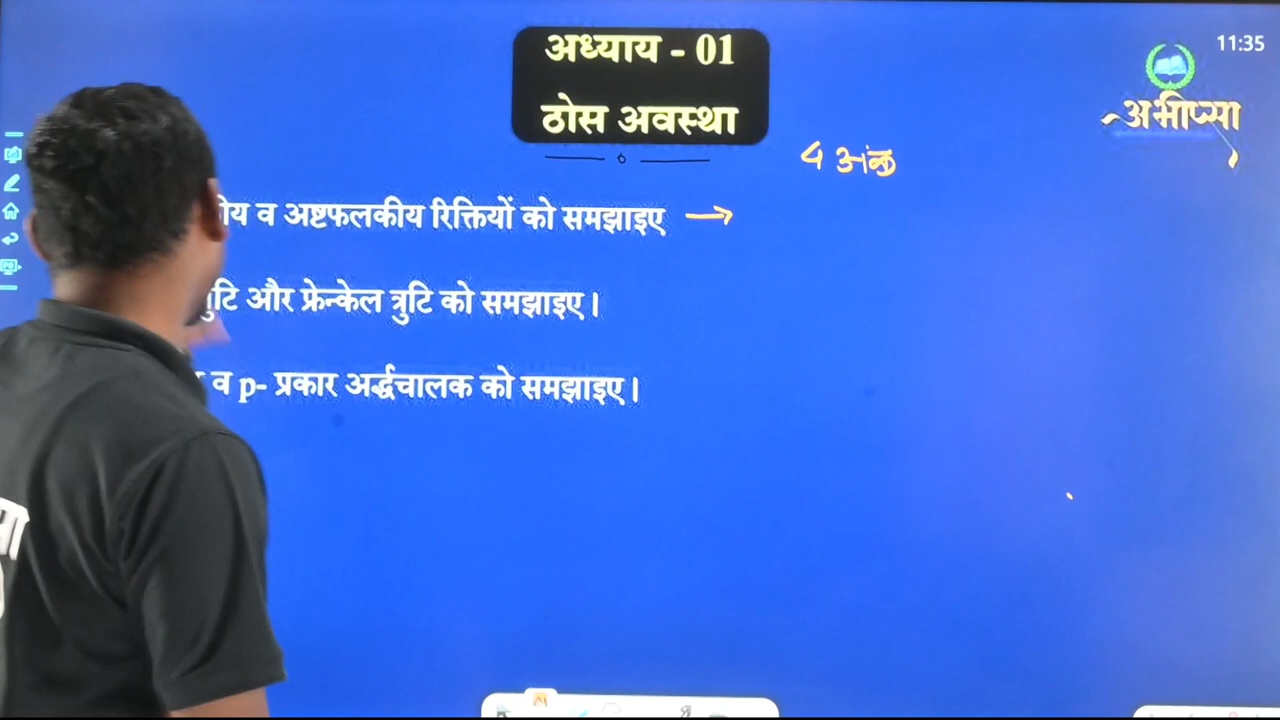 अध्याय - 01
ठोस अवस्था
11:35
अभीप्सा
4 अंक
व अष्टफलकीय रिक्तियों को समझाइए →
और फ्रेन्केल त्रुटि को समझाइए।
व p- प्रकार अर्द्धचालक को समझाइए।